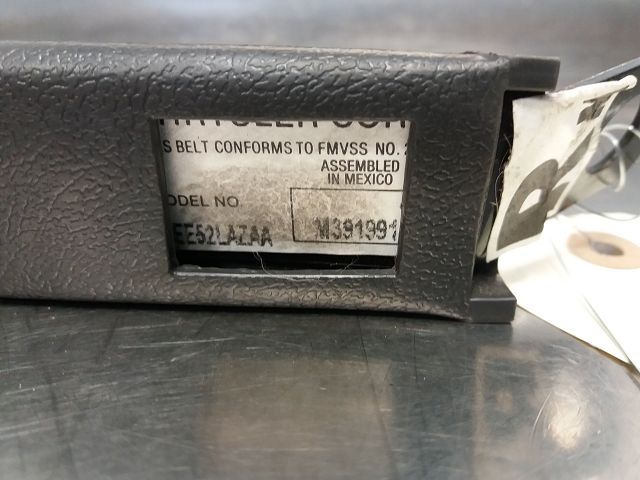 S BELT CONFORMS TO FMVSS NO.
ASSEMBLED
IN MEXICO
ODEL NO
EE52LAZAA M391991
R